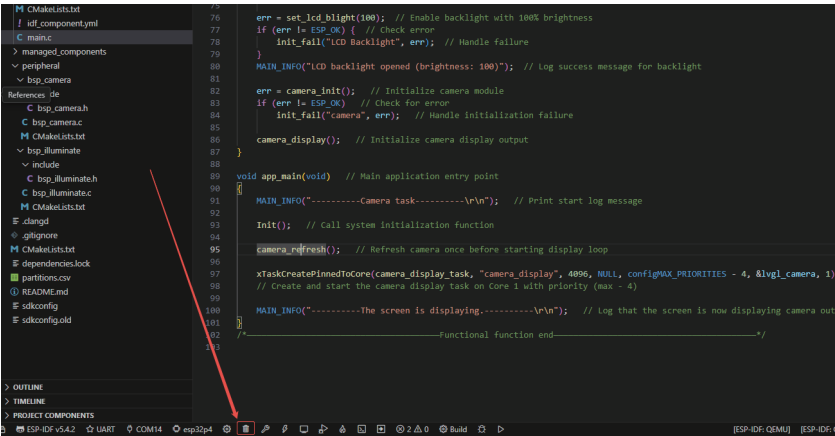 CMakeLists.txt
! idf_component.yml
C main.c
> managed_components
peripheral
bsp_camera
References
de
C bsp_camera.h
C bsp_camera.c
M CMakeLists.txt
bsp_illuminate
include
C bsp_illuminate.h
C bsp_illuminate.c
M CMakeLists.txt
.clangd
.gitignore
M CMakeLists.txt
dependencies.lock
partitions.csv
README.md
sdkconfig
sdkconfig.old
> OUTLINE
> TIMELINE
> PROJECT COMPONENTS
75
76 err = set_lcd_blight(100); // Enable backlight with 100% brightness
77 if (err != ESP_OK) { // Check error
78 init_fail("LCD Backlight", err); // Handle failure
79 }
80 MAIN_INFO("LCD backlight opened (brightness: 100)"); // Log success message for backlight
81
82 err = camera_init(); // Initialize camera module
83 if (err != ESP_OK) // Check for error
84 init_fail("camera", err); // Handle initialization failure
85
86 camera_display(); // Initialize camera display output
87 }
88
89 void app_main(void) // Main application entry point
90 {
91 MAIN_INFO("----------Camera task----------\r\n"); // Print start log message
92
93 Init(); // Call system initialization function
94
95 camera_refresh(); // Refresh camera once before starting display loop
96
97 xTaskCreatePinnedToCore(camera_display_task, "camera_display", 4096, NULL, configMAX_PRIORITIES - 4, &lvgl_camera, 1)
98 // Create and start the camera display task on Core 1 with priority (max - 4)
99
100 MAIN_INFO("----------The screen is displaying.----------\r\n"); // Log that the screen is now displaying camera out
101 }
102 /*————————————————Functional function end————————————————*/
103
ESP-IDF v5.4.2 UART COM14 esp32p4 2 0 Build [ESP-IDF: QEMU] [ESP-IDF: